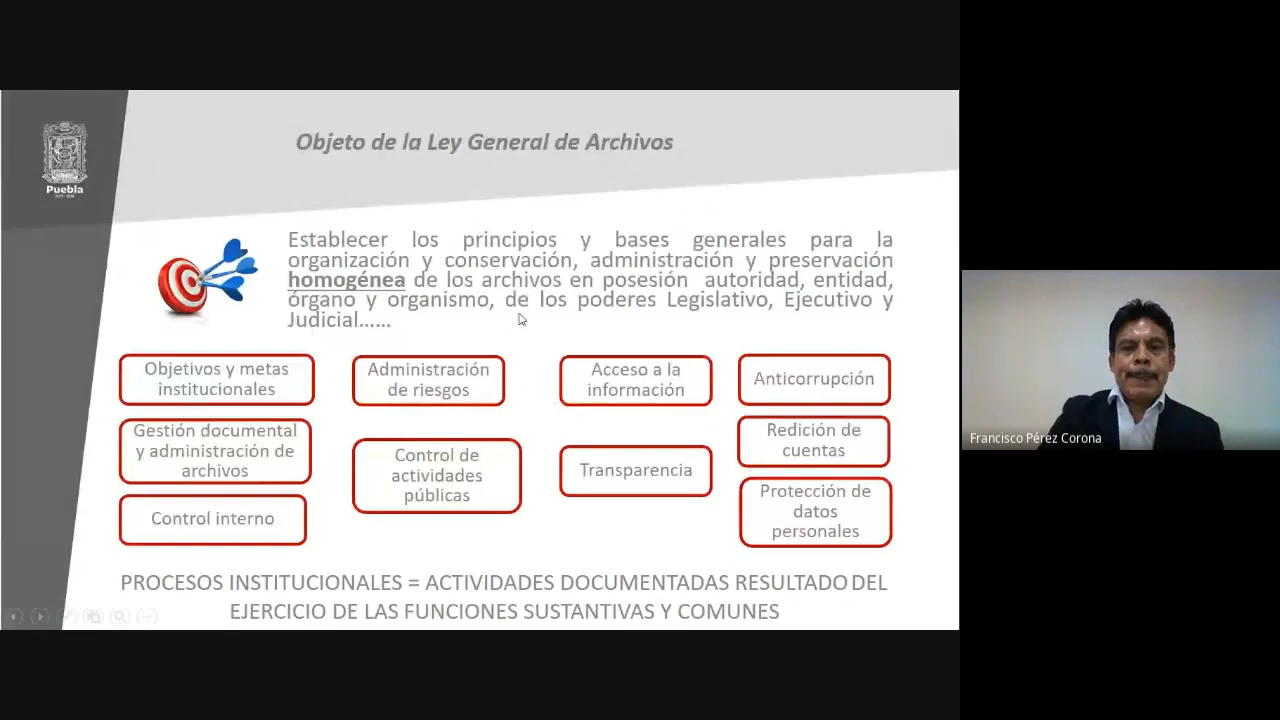 Objeto de la Ley General de Archivos
Puebla
Establecer los principios y bases generales para la
organización y conservación, administración y preservación
homogénea de los archivos en posesión autoridad, entidad,
órgano y organismo, de los poderes Legislativo, Ejecutivo y
Judicial……
Objetivos y metas
institucionales
Administración
de riesgos
Acceso a la
información
Anticorrupción
Gestión documental
y administración de
archivos
Control de
actividades
públicas
Transparencia
Redición de
cuentas
Control interno
Protección de
datos
personales
PROCESOS INSTITUCIONALES = ACTIVIDADES DOCUMENTADAS RESULTADO DEL
EJERCICIO DE LAS FUNCIONES SUSTANTIVAS Y COMUNES
Francisco Pérez Corona